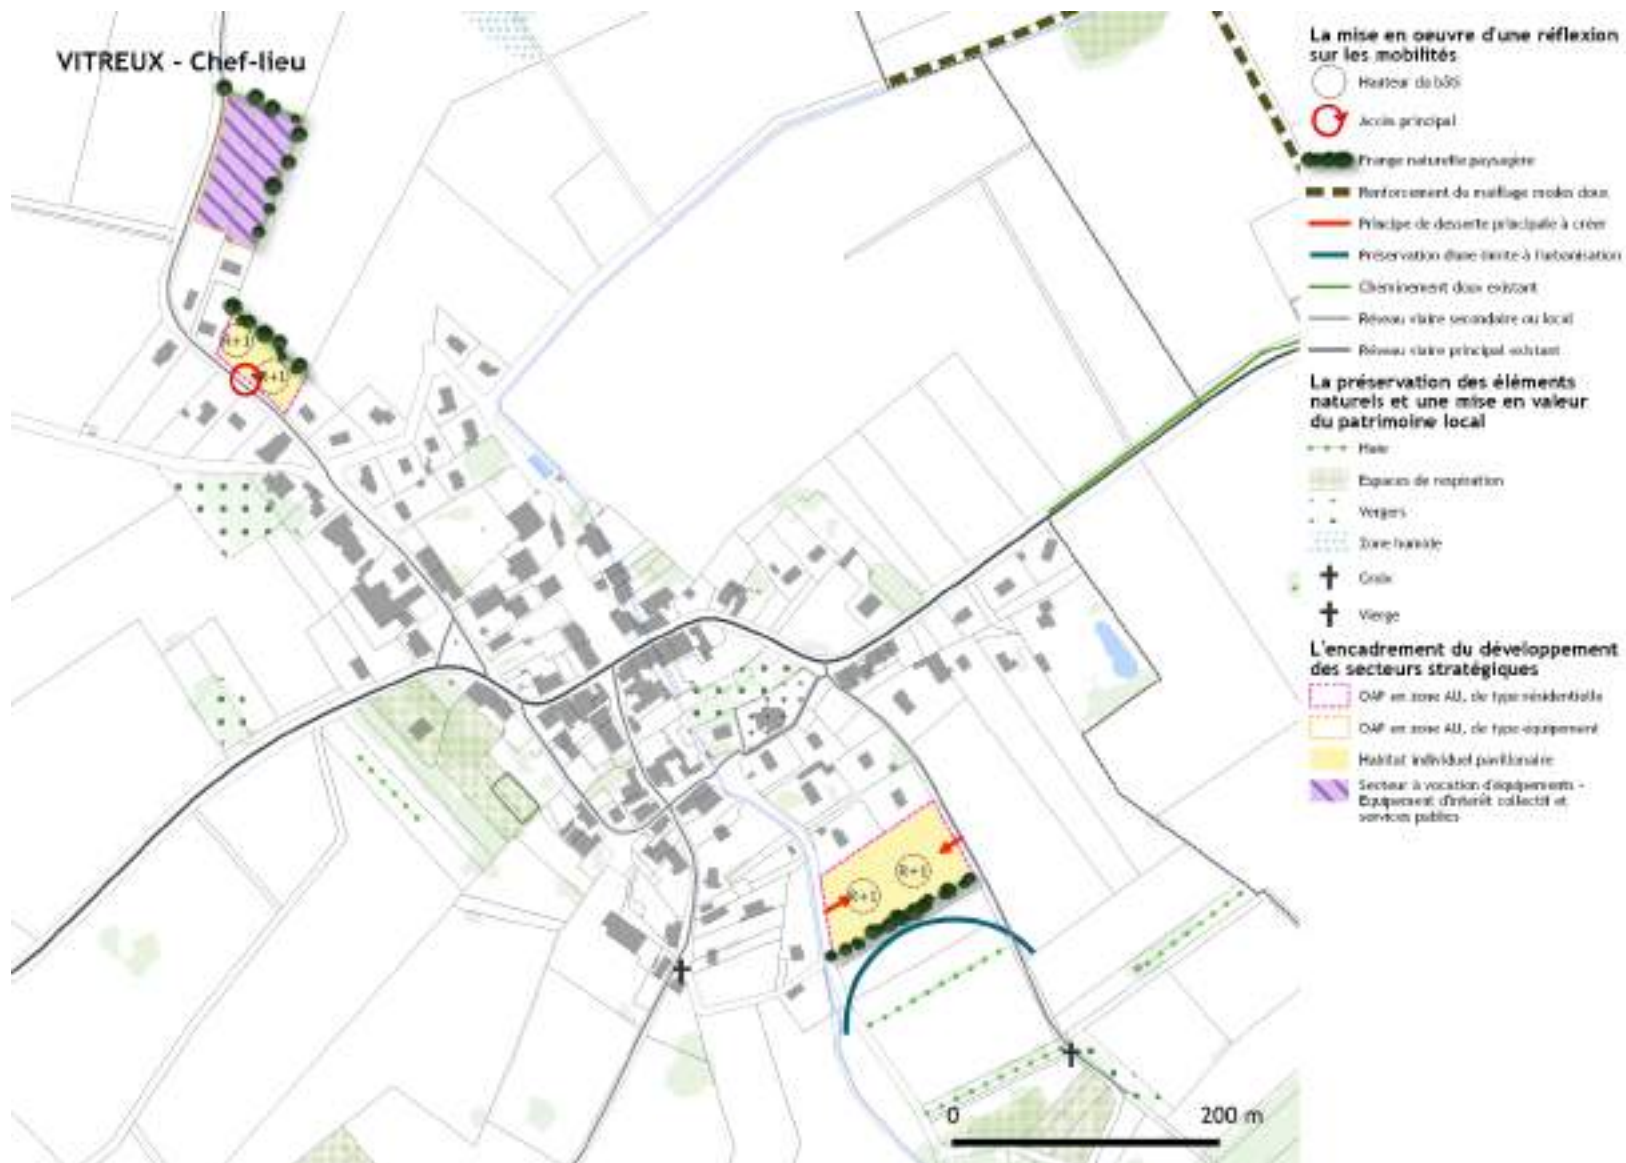 VITREUX - Chef-lieu
R+1
R+1
R+1
R+1
0
200 m
La mise en oeuvre d'une réflexion
sur les mobilités
Hauteur du bâti
Accès principal
Frange naturelle paysagère
Renforcement du maillage modes doux
Principe de desserte principale à créer
Préservation d'une limite à l'urbanisation
Cheminement doux existant
Réseau viaire secondaire ou local
Réseau viaire principal existant
La préservation des éléments
naturels et une mise en valeur
du patrimoine local
Haie
Espaces de respiration
Vergers
Zone humide
Croix
Vierge
L'encadrement du développement
des secteurs stratégiques
OAP en zone AU, de type résidentielle
OAP en zone AU, de type équipement
Habitat individuel pavillonaire
Secteur à vocation d'équipements -
Equipement d'intérêt collectif et
services publics